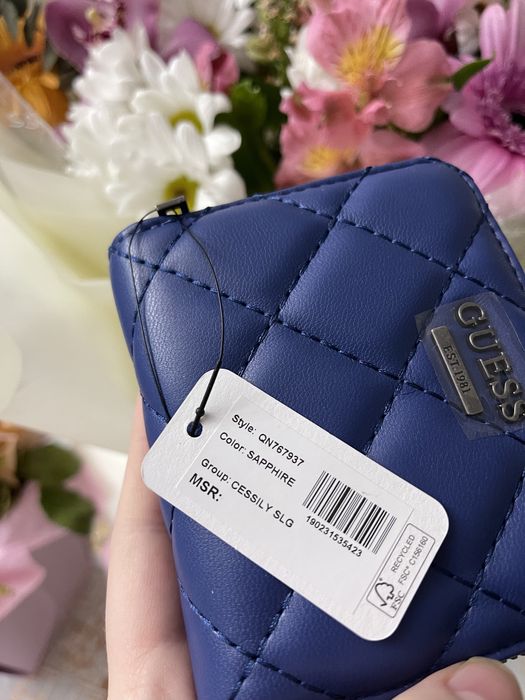 GUESS
EST.1981
Style: QN767937
Color: SAPPHIRE
Group: CESSILY SLG
MSR:
190231535423
FSC
RECYCLED
FSC® C156160